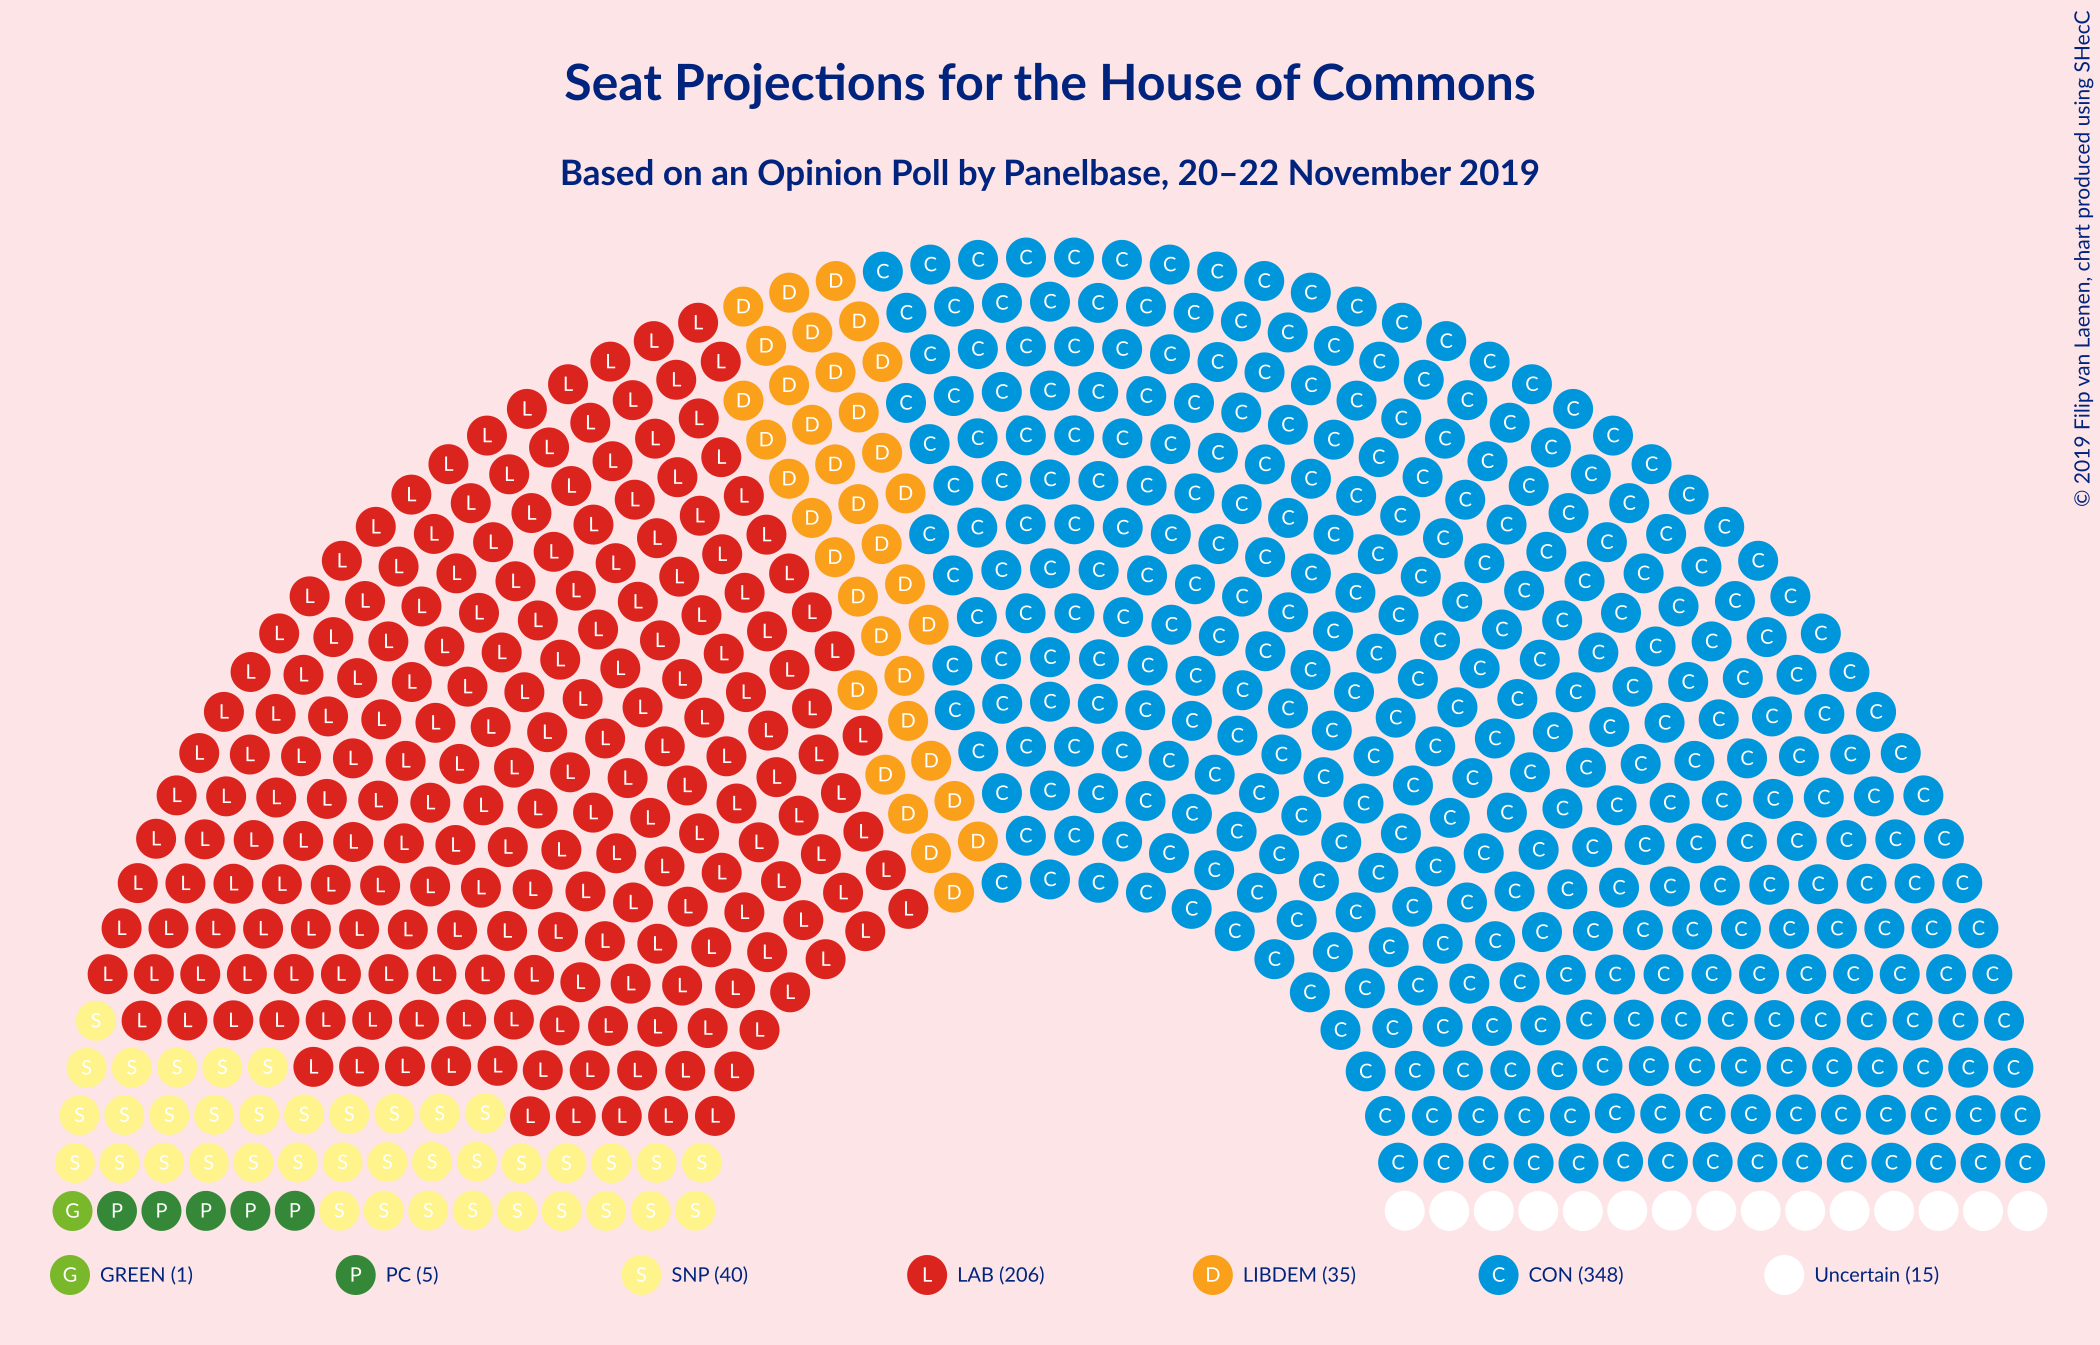 Seat Projections for the House of Commons
Based on an Opinion Poll by Panelbase, 20–22 November 2019
© 2019 Filip van Laenen, chart produced using SHecC
G GREEN (1)
P PC (5)
S SNP (40)
L LAB (206)
D LIBDEM (35)
C CON (348)
Uncertain (15)